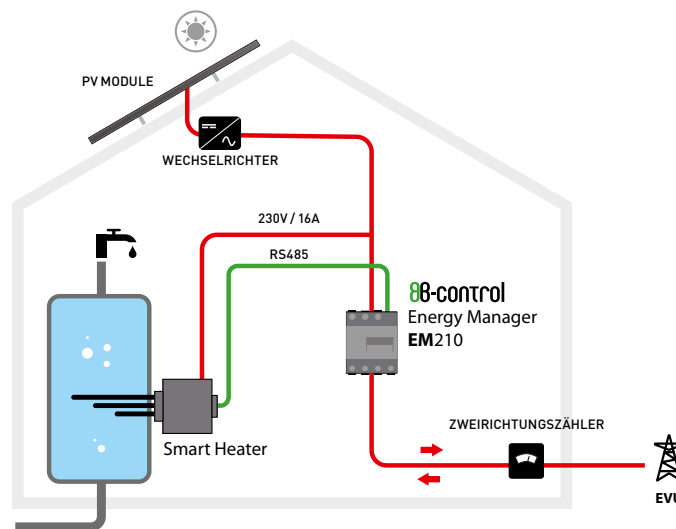 PV MODULE
WECHSELRICHTER
230V / 16A
RS485
B-control
Energy Manager
EM210
ZWEIRICHTUNGSZÄHLER
Smart Heater
EVU